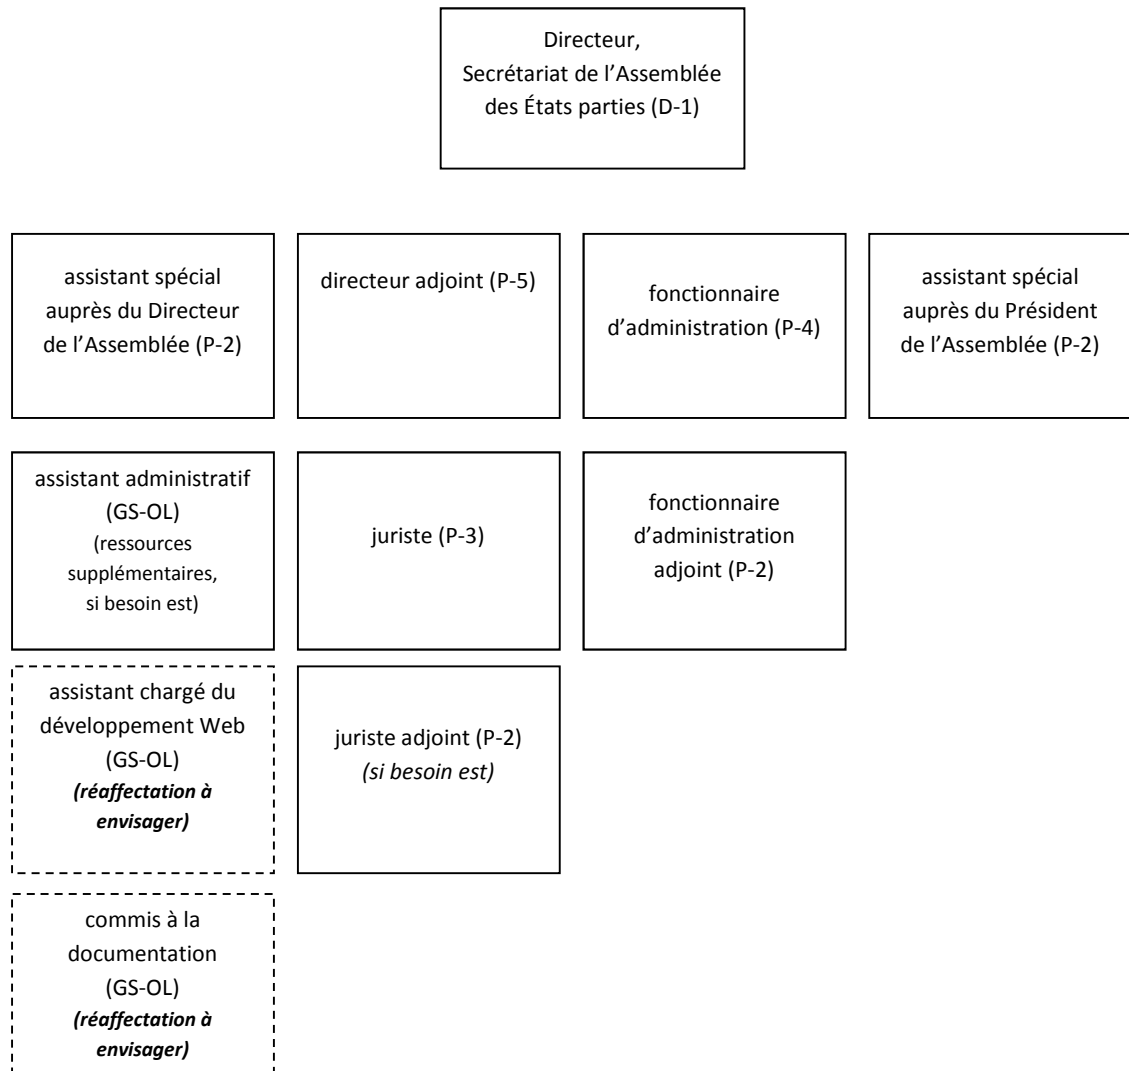 Directeur,
Secrétariat de l’Assemblée
des États parties (D-1)
assistant spécial
auprès du Directeur
de l’Assemblée (P-2)
directeur adjoint (P-5)
fonctionnaire
d’administration (P-4)
assistant spécial
auprès du Président
de l’Assemblée (P-2)
assistant administratif
(GS-OL)
(ressources
supplémentaires,
si besoin est)
juriste (P-3)
fonctionnaire
d’administration
adjoint (P-2)
assistant chargé du
développement Web
(GS-OL)
(réaffectation à
envisager)
juriste adjoint (P-2)
(si besoin est)
commis à la
documentation
(GS-OL)
(réaffectation à
envisager)